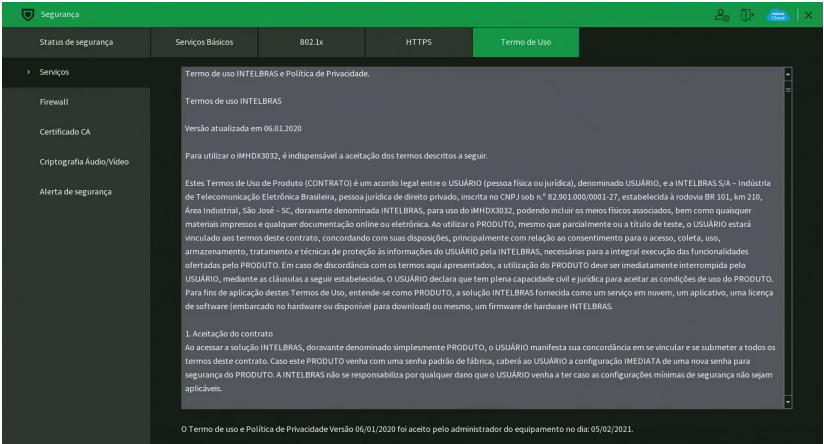 Segurança
Cloud
Status de segurança
Serviços Básicos
802.1x
HTTPS
Termo de Uso
Serviços
Firewall
Certificado CA
Criptografia Áudio/Vídeo
Alerta de segurança
Termo de uso INTELBRAS e Política de Privacidade.
Termos de uso INTELBRAS
Versão atualizada em 06.01.2020
Para utilizar o iMHDX3032, é indispensável a aceitação dos termos descritos a seguir.
Estes Termos de Uso de Produto (CONTRATO) é um acordo legal entre o USUÁRIO (pessoa física ou jurídica), denominado USUÁRIO, e a INTELBRAS S/A – Indústria
de Telecomunicação Eletrônica Brasileira, pessoa jurídica de direito privado, inscrita no CNPJ sob n.º 82.901.000/0001-27, estabelecida à rodovia BR 101, km 210,
Área Industrial, São José – SC, doravante denominada INTELBRAS, para uso do iMHDX3032, podendo incluir os meios físicos associados, bem como quaisquer
materiais impressos e qualquer documentação online ou eletrônica. Ao utilizar o PRODUTO, mesmo que parcialmente ou a título de teste, o USUÁRIO estará
vinculado aos termos deste contrato, concordando com suas disposições, principalmente com relação ao consentimento para o acesso, coleta, uso,
armazenamento, tratamento e técnicas de proteção às informações do USUÁRIO pela INTELBRAS, necessárias para a integral execução das funcionalidades
ofertadas pelo PRODUTO. Em caso de discordância com os termos aqui apresentados, a utilização do PRODUTO deve ser imediatamente interrompida pelo
USUÁRIO, mediante as cláusulas a seguir estabelecidas. O USUÁRIO declara que tem plena capacidade civil e jurídica para aceitar as condições de uso do PRODUTO.
Para fins de aplicação destes Termos de Uso, entende-se como PRODUTO, a solução INTELBRAS fornecida como um serviço em nuvem, um aplicativo, uma licença
de software (embarcado no hardware ou disponível para download) ou mesmo, um firmware de hardware INTELBRAS.
1. Aceitação do contrato
Ao acessar a solução INTELBRAS, doravante denominado simplesmente PRODUTO, o USUÁRIO manifesta sua concordância em se vincular e se submeter a todos os
termos deste contrato. Caso este PRODUTO venha com uma senha padrão de fábrica, caberá ao USUÁRIO a configuração IMEDIATA de uma nova senha para
segurança do PRODUTO. A INTELBRAS não se responsabiliza por qualquer dano que o USUÁRIO venha a ter caso as configurações mínimas de segurança não sejam
aplicáveis.
O Termo de uso e Política de Privacidade Versão 06/01/2020 foi aceito pelo administrador do equipamento no dia: 05/02/2021.